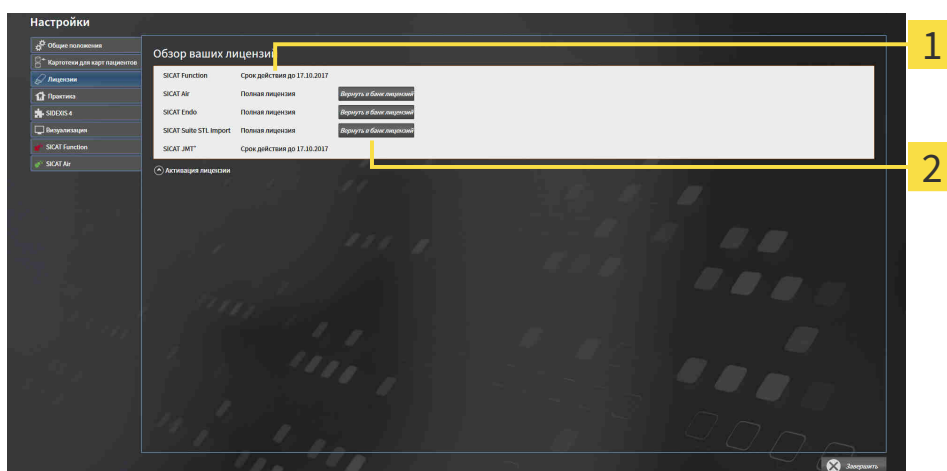 Настройки
Общие положения
Картотеки для карт пациентов
Лицензии
Практика
SIDEXIS 4
Визуализация
SICAT Function
SICAT Air
Обзор ваших лицензий
SICAT Function Срок действия до 17.10.2017
SICAT Air Полная лицензия Вернуть в банк лицензий
SICAT Endo Полная лицензия Вернуть в банк лицензий
SICAT Suite STL Import Полная лицензия Вернуть в банк лицензий
SICAT JMT⁺ Срок действия до 17.10.2017
Активация лицензии
Завершить
1
2